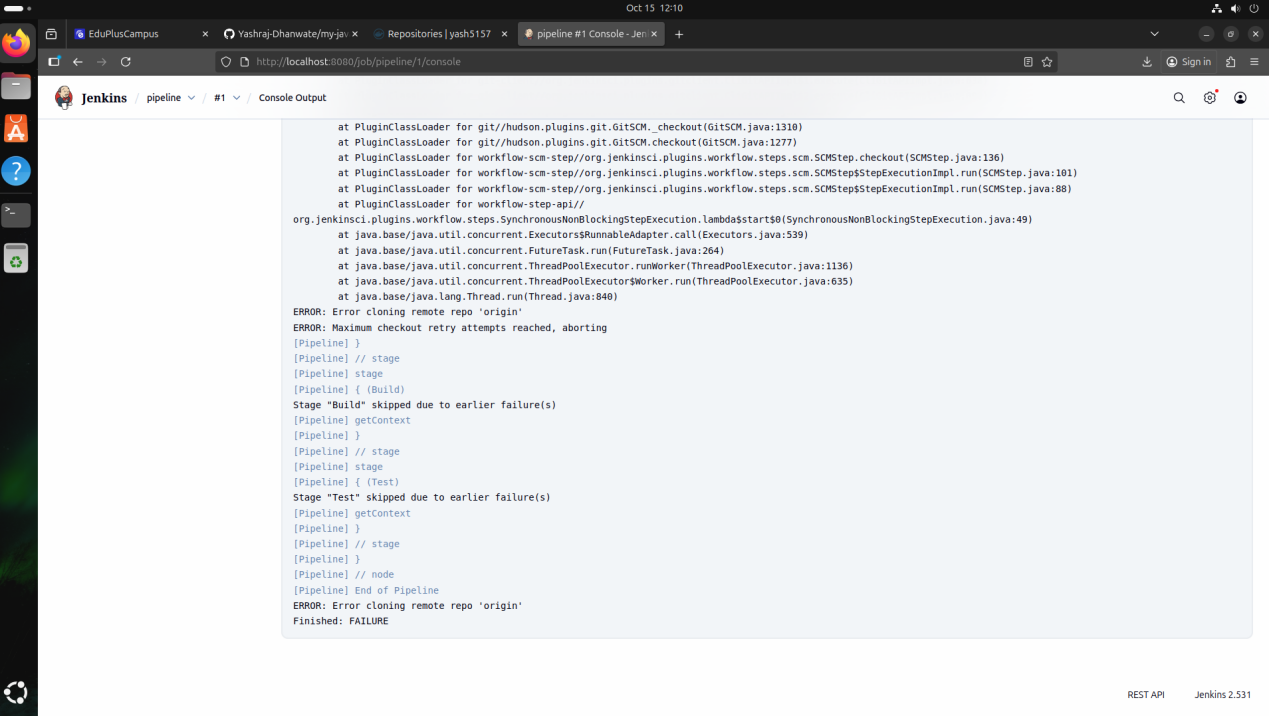 Oct 15 12:10
EduPlusCampus
Yashraj-Dhanwate/my-jav
Repositories | yash5157
pipeline #1 Console - Jen
http://localhost:8080/job/pipeline/1/console
Sign in
Jenkins / pipeline / #1 / Console Output
at PluginClassLoader for git//hudson.plugins.git.GitSCM._checkout(GitSCM.java:1310)
at PluginClassLoader for git//hudson.plugins.git.GitSCM.checkout(GitSCM.java:1277)
at PluginClassLoader for workflow-scm-step//org.jenkinsci.plugins.workflow.steps.scm.SCMStep.checkout(SCMStep.java:136)
at PluginClassLoader for workflow-scm-step//org.jenkinsci.plugins.workflow.steps.scm.SCMStep$StepExecutionImpl.run(SCMStep.java:101)
at PluginClassLoader for workflow-scm-step//org.jenkinsci.plugins.workflow.steps.scm.SCMStep$StepExecutionImpl.run(SCMStep.java:88)
at PluginClassLoader for workflow-step-api//
org.jenkinsci.plugins.workflow.steps.SynchronousNonBlockingStepExecution.lambda$start$0(SynchronousNonBlockingStepExecution.java:49)
at java.base/java.util.concurrent.Executors$RunnableAdapter.call(Executors.java:539)
at java.base/java.util.concurrent.FutureTask.run(FutureTask.java:264)
at java.base/java.util.concurrent.ThreadPoolExecutor.runWorker(ThreadPoolExecutor.java:1136)
at java.base/java.util.concurrent.ThreadPoolExecutor$Worker.run(ThreadPoolExecutor.java:635)
at java.base/java.lang.Thread.run(Thread.java:840)
ERROR: Error cloning remote repo 'origin'
ERROR: Maximum checkout retry attempts reached, aborting
[Pipeline] }
[Pipeline] // stage
[Pipeline] stage
[Pipeline] { (Build)
Stage "Build" skipped due to earlier failure(s)
[Pipeline] getContext
[Pipeline] }
[Pipeline] // stage
[Pipeline] stage
[Pipeline] { (Test)
Stage "Test" skipped due to earlier failure(s)
[Pipeline] getContext
[Pipeline] }
[Pipeline] // stage
[Pipeline] }
[Pipeline] // node
[Pipeline] End of Pipeline
ERROR: Error cloning remote repo 'origin'
Finished: FAILURE
REST API
Jenkins 2.531